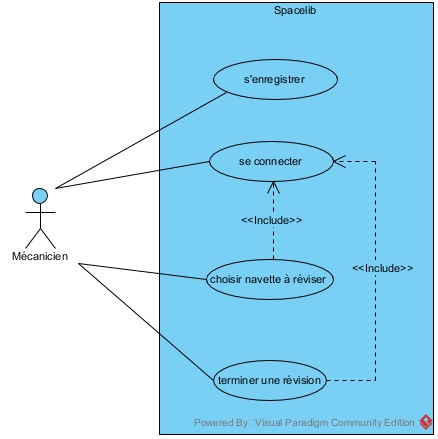 Spacelib
s'enregistrer
se connecter
<<Include>>
Mécanicien
<<Include>>
choisir navette à réviser
terminer une révision
Powered By Visual Paradigm Community Edition